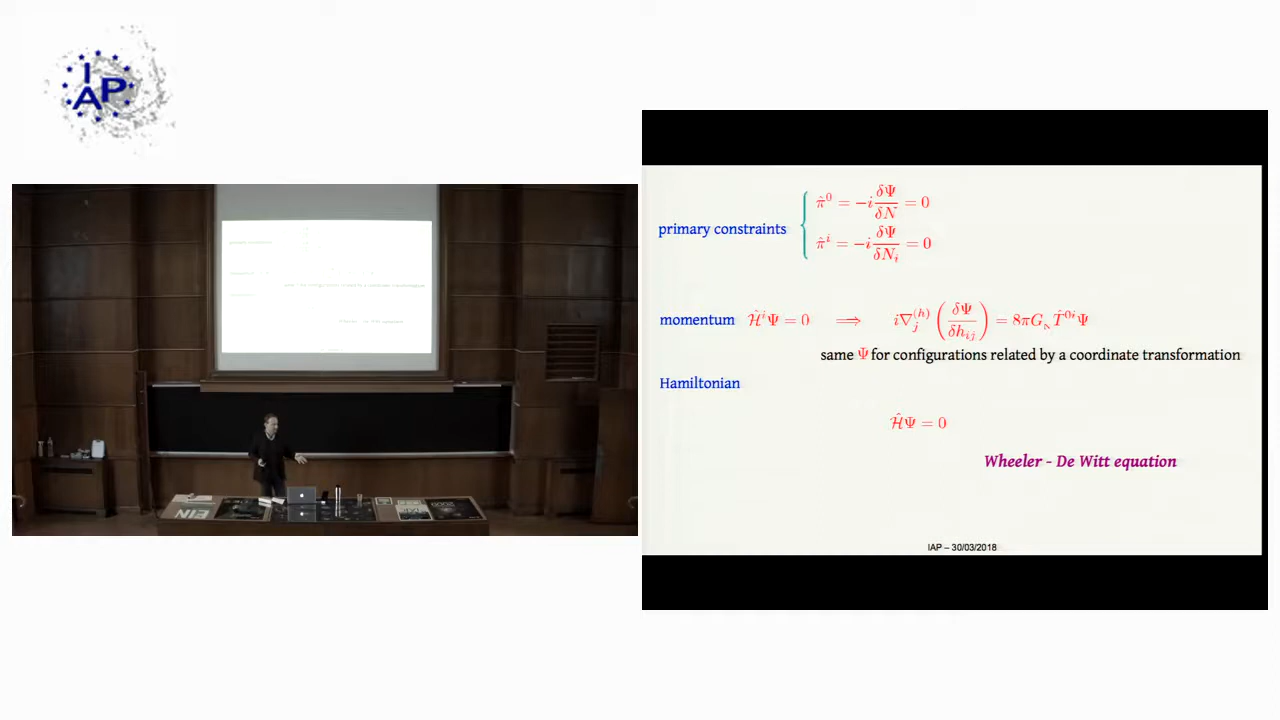 I
AP
primary constraints
π̂⁰ = −i δΨ/δN = 0
π̂ⁱ = −i δΨ/δNᵢ = 0
momentum Ĥⁱ Ψ = 0 ⟹ i∇ⱼ⁽ʰ⁾ (δΨ/δhᵢⱼ) = 8πG_N T̂⁰ⁱ Ψ
same Ψ for configurations related by a coordinate transformation
Hamiltonian
ĤΨ = 0
Wheeler - De Witt equation
IAP – 30/03/2018